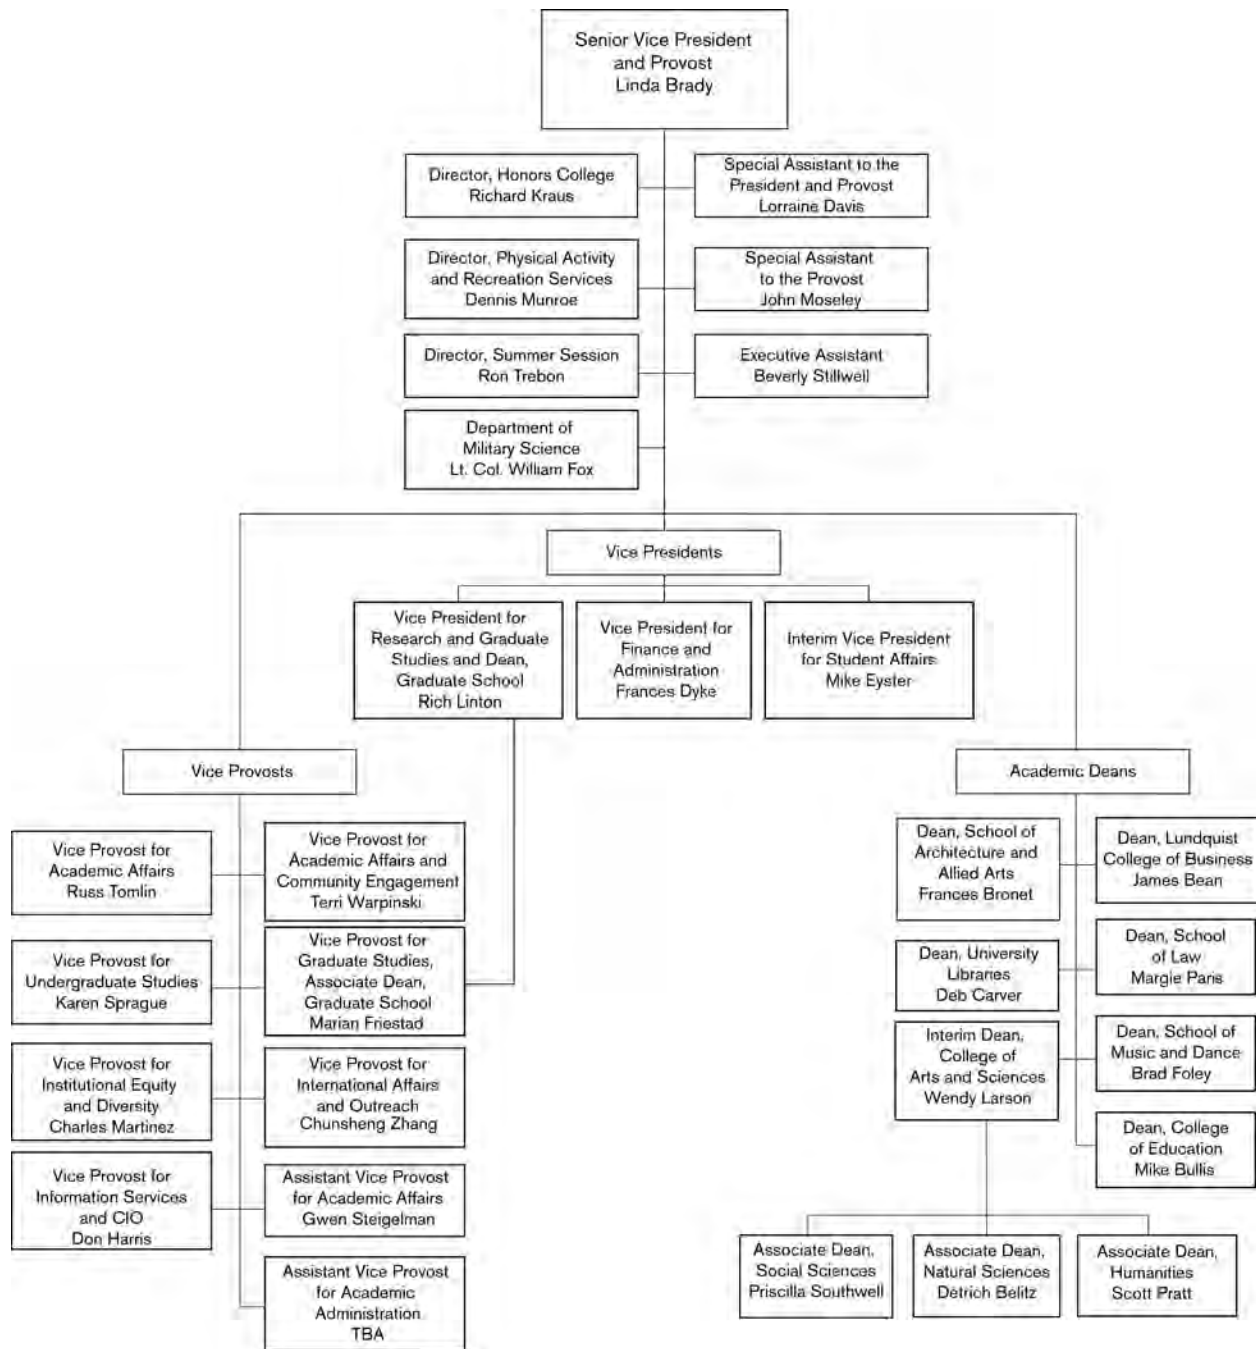 Senior Vice President
and Provost
Linda Brady
Director, Honors College
Richard Kraus
Special Assistant to the
President and Provost
Lorraine Davis
Director, Physical Activity
and Recreation Services
Dennis Munroe
Special Assistant
to the Provost
John Moseley
Director, Summer Session
Ron Trebon
Executive Assistant
Beverly Stillwell
Department of
Military Science
Lt. Col. William Fox
Vice Presidents
Vice President for
Research and Graduate
Studies and Dean,
Graduate School
Rich Linton
Vice President for
Finance and
Administration
Frances Dyke
Interim Vice President
for Student Affairs
Mike Eyster
Vice Provosts
Academic Deans
Vice Provost for
Academic Affairs
Russ Tomlin
Vice Provost for
Academic Affairs and
Community Engagement
Terri Warpinski
Vice Provost for
Undergraduate Studies
Karen Sprague
Vice Provost for
Graduate Studies,
Associate Dean,
Graduate School
Marian Friestad
Vice Provost for
Institutional Equity
and Diversity
Charles Martinez
Vice Provost for
International Affairs
and Outreach
Chunsheng Zhang
Vice Provost for
Information Services
and CIO
Don Harris
Assistant Vice Provost
for Academic Affairs
Gwen Steigelman
Assistant Vice Provost
for Academic
Administration
TBA
Dean, School of
Architecture and
Allied Arts
Frances Bronet
Dean, Lundquist
College of Business
James Bean
Dean, University
Libraries
Deb Carver
Dean, School
of Law
Margie Paris
Interim Dean,
College of
Arts and Sciences
Wendy Larson
Dean, School of
Music and Dance
Brad Foley
Dean, College
of Education
Mike Bullis
Associate Dean,
Social Sciences
Priscilla Southwell
Associate Dean,
Natural Sciences
Detrich Belitz
Associate Dean,
Humanities
Scott Pratt